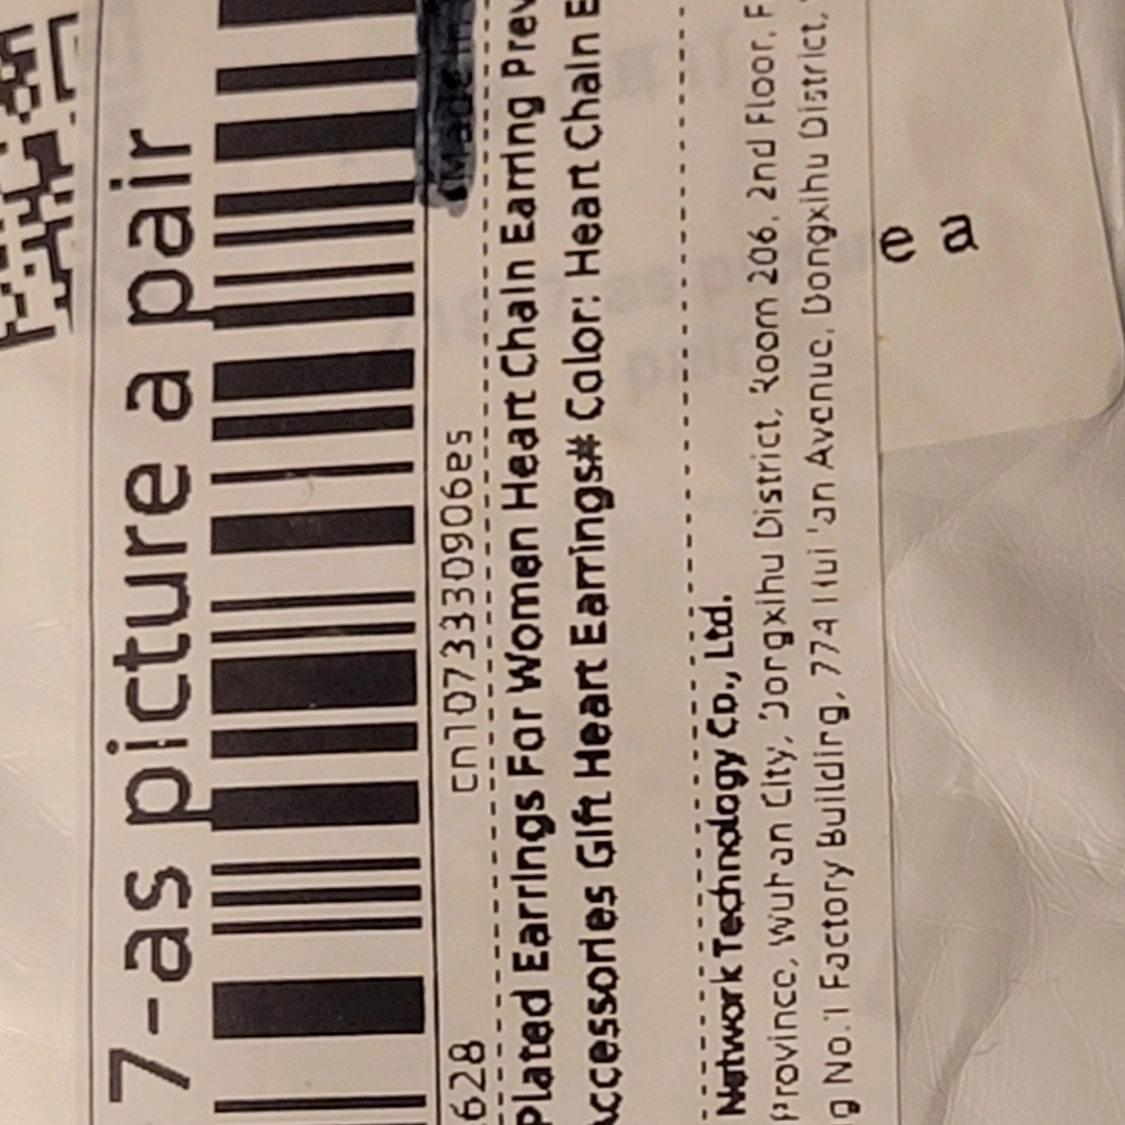 7-as picture a pair
628 cn1073330906es Made in
Plated Earrings For Women Heart Chain Earring Prev
Accessories Gift Heart Earrings# Color: Heart Chain E
Network Technology Co., Ltd.
Province, Wuhan City, Dongxihu District, Room 206, 2nd Floor, F
g No.1 Factory Building, 774 Hui'an Avenue, Dongxihu District,
e
a